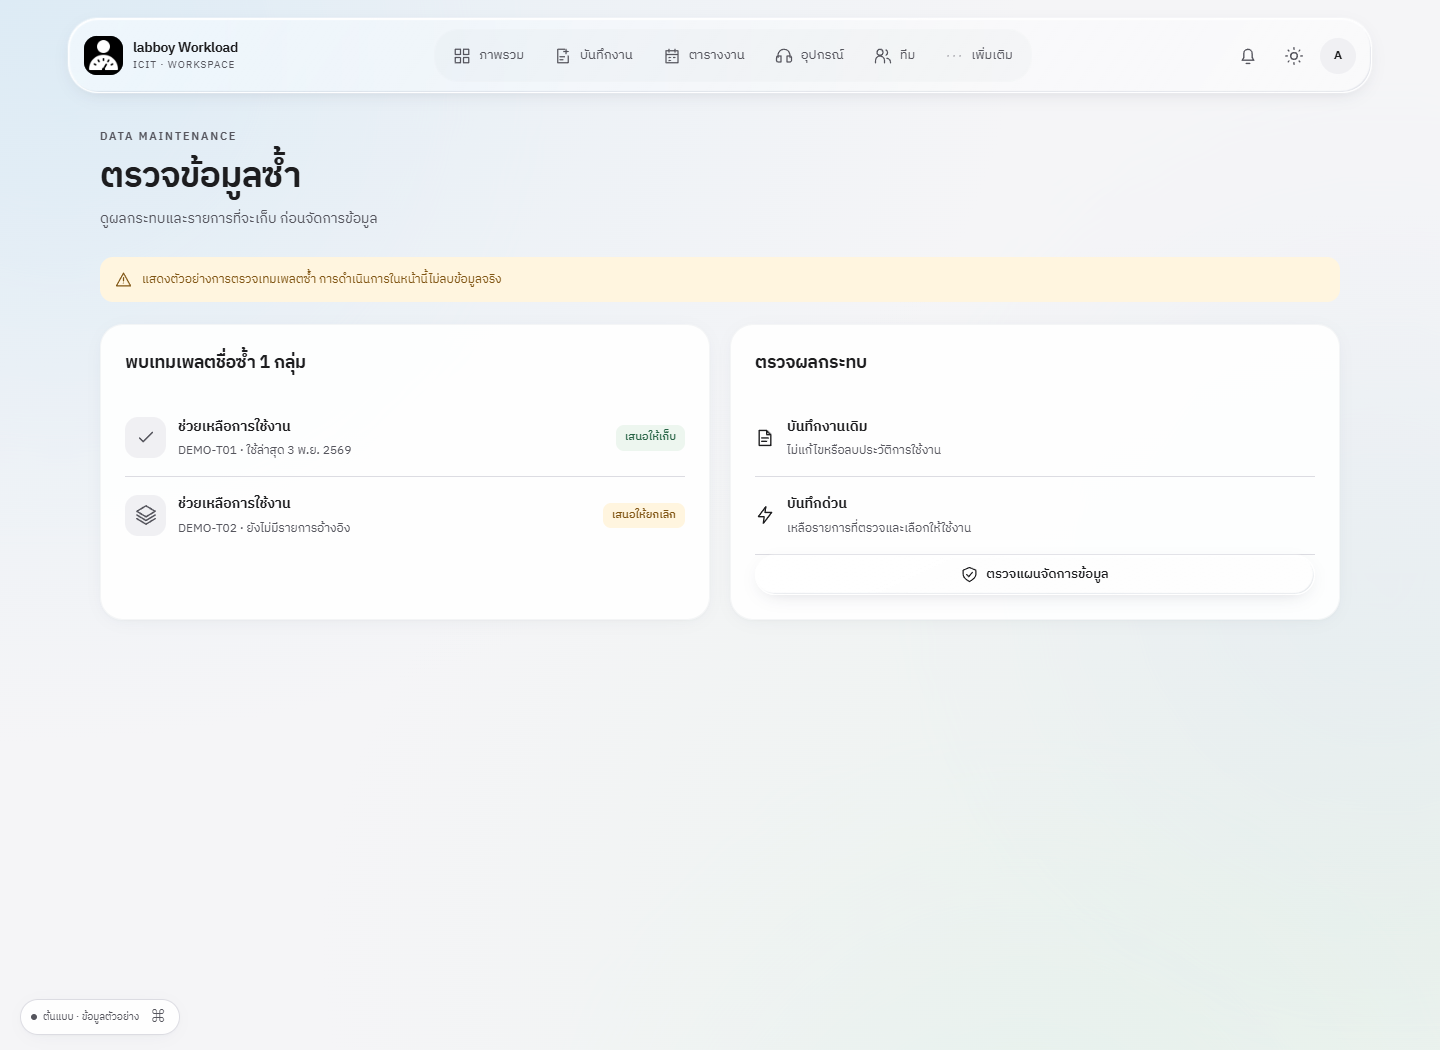 labboy Workload
ICIT · WORKSPACE
ภาพรวม
บันทึกงาน
ตารางงาน
อุปกรณ์
ทีม
เพิ่มเติม
A
DATA MAINTENANCE
ตรวจข้อมูลซ้ำ
ดูผลกระทบและรายการที่จะเก็บ ก่อนจัดการข้อมูล
แสดงตัวอย่างการตรวจเทมเพลตซ้ำ การดำเนินการในหน้านี้ไม่ลบข้อมูลจริง
พบเทมเพลตชื่อซ้ำ 1 กลุ่ม
ช่วยเหลือการใช้งาน
DEMO-T01 · ใช้ล่าสุด 3 พ.ย. 2569
เสนอให้เก็บ
ช่วยเหลือการใช้งาน
DEMO-T02 · ยังไม่มีรายการอ้างอิง
เสนอให้ยกเลิก
ตรวจผลกระทบ
บันทึกงานเดิม
ไม่แก้ไขหรือลบประวัติการใช้งาน
บันทึกด่วน
เหลือรายการที่ตรวจและเลือกให้ใช้งาน
ตรวจแผนจัดการข้อมูล
ต้นแบบ · ข้อมูลตัวอย่าง ⌘